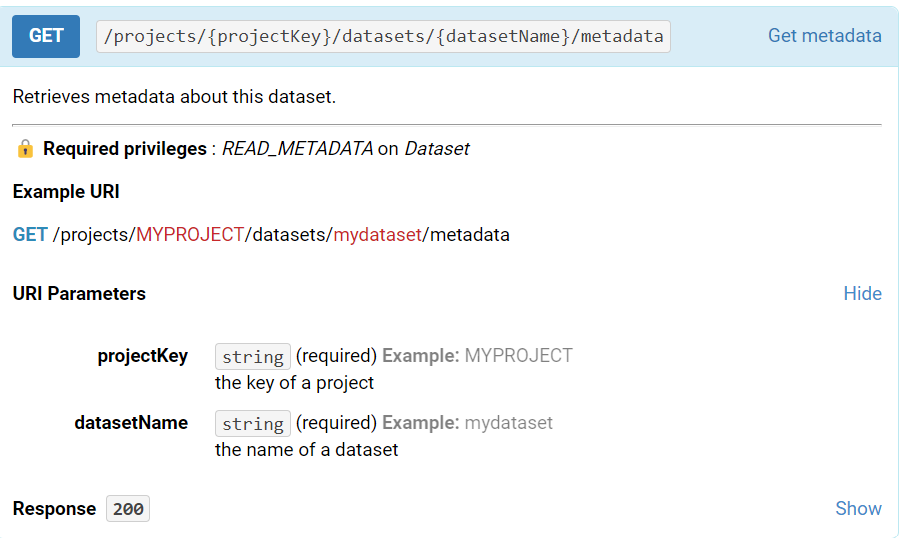 GET /projects/{projectKey}/datasets/{datasetName}/metadata Get metadata
Retrieves metadata about this dataset.
Required privileges : READ_METADATA on Dataset
Example URI
GET /projects/MYPROJECT/datasets/mydataset/metadata
URI Parameters Hide
projectKey string (required) Example: MYPROJECT
the key of a project
datasetName string (required) Example: mydataset
the name of a dataset
Response 200 Show